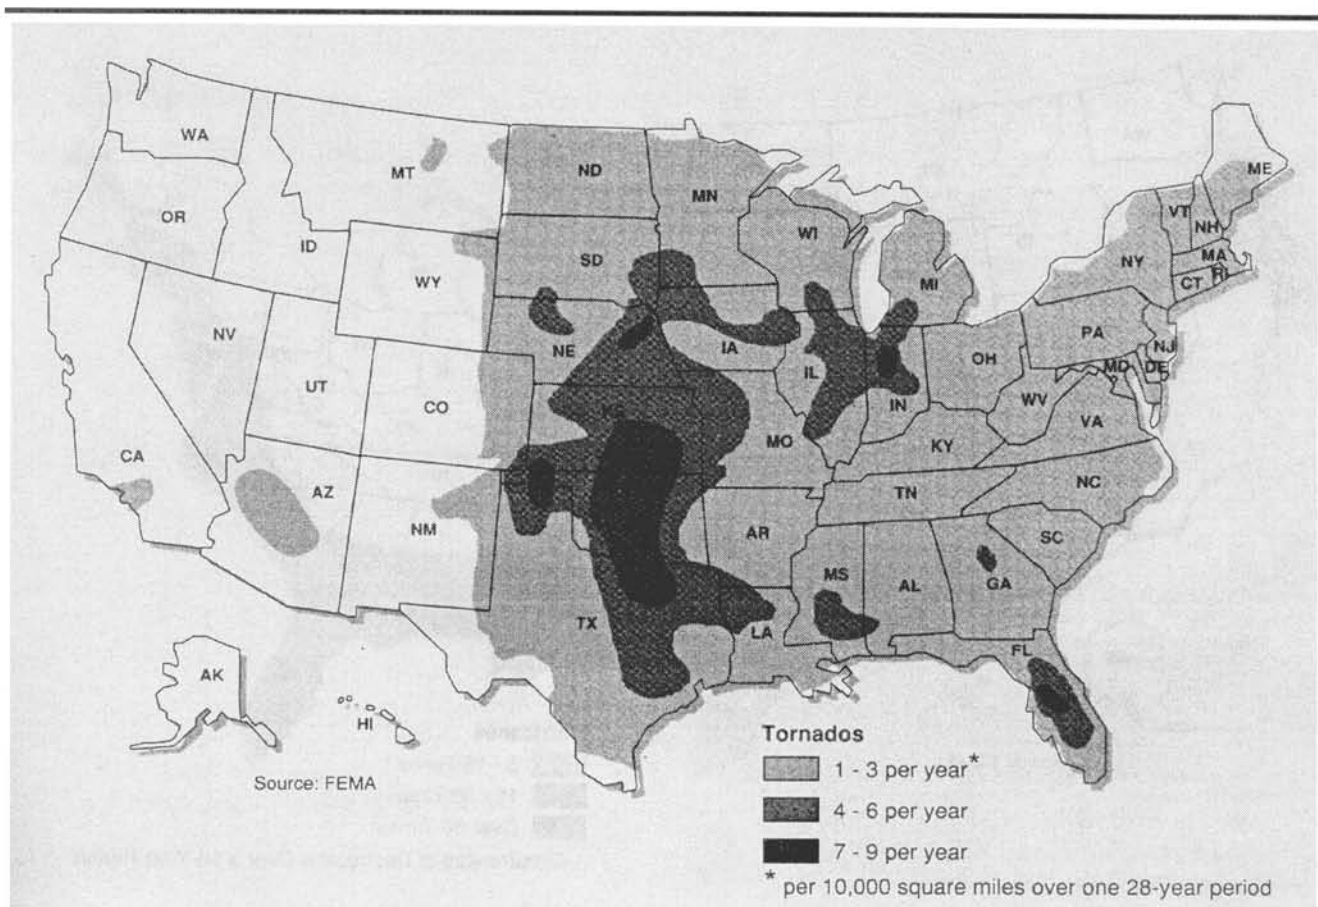 WA
MT
ND
MN
ME
OR
ID
VT
NH
WI
SD
WY
NY
MA
MI
RI
CT
NV
PA
IA
NE
OH
NJ
UT
IL
MD
DE
CO
IN
WV
VA
MO
KY
CA
AZ
TN
NC
NM
AR
SC
MS
AL
GA
TX
LA
FL
AK
HI
Source: FEMA
Tornados
1 - 3 per year*
4 - 6 per year
7 - 9 per year
* per 10,000 square miles over one 28-year period